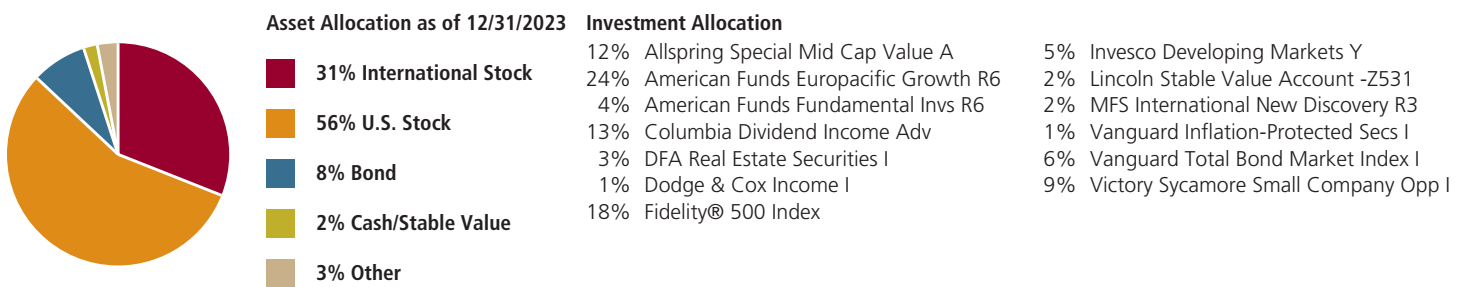 Asset Allocation as of 12/31/2023
31% International Stock
56% U.S. Stock
8% Bond
2% Cash/Stable Value
3% Other
Investment Allocation
12% Allspring Special Mid Cap Value A
24% American Funds Europacific Growth R6
4% American Funds Fundamental Invs R6
13% Columbia Dividend Income Adv
3% DFA Real Estate Securities I
1% Dodge & Cox Income I
18% Fidelity® 500 Index
5% Invesco Developing Markets Y
2% Lincoln Stable Value Account -Z531
2% MFS International New Discovery R3
1% Vanguard Inflation-Protected Secs I
6% Vanguard Total Bond Market Index I
9% Victory Sycamore Small Company Opp I